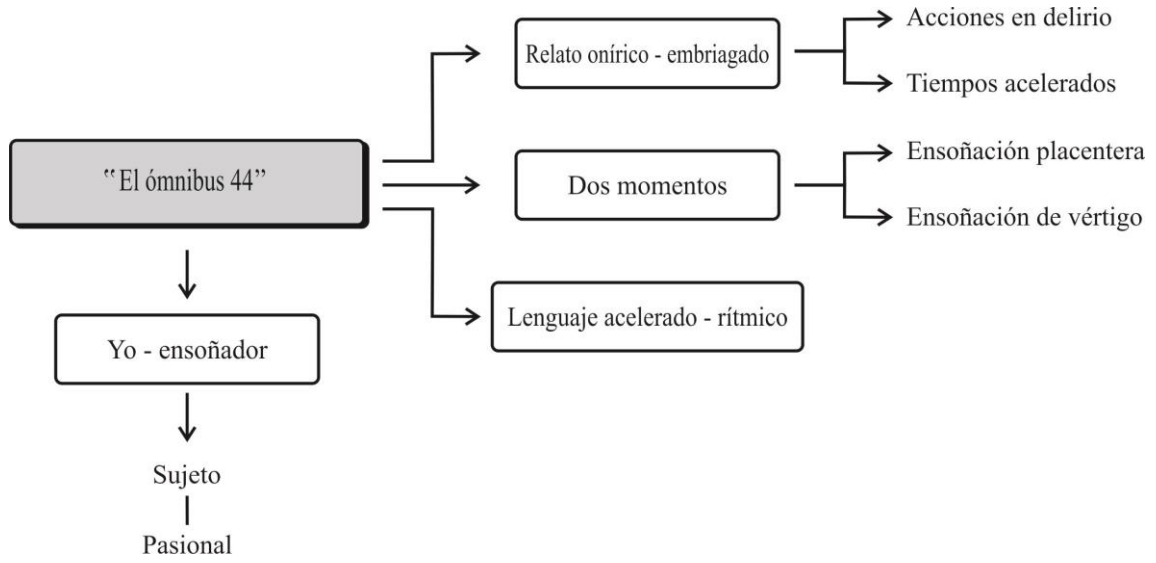 Acciones en delirio
Relato onírico - embriagado
Tiempos acelerados
“El ómnibus 44”
Dos momentos
Ensoñación placentera
Ensoñación de vértigo
Lenguaje acelerado - rítmico
Yo - ensoñador
Sujeto
Pasional